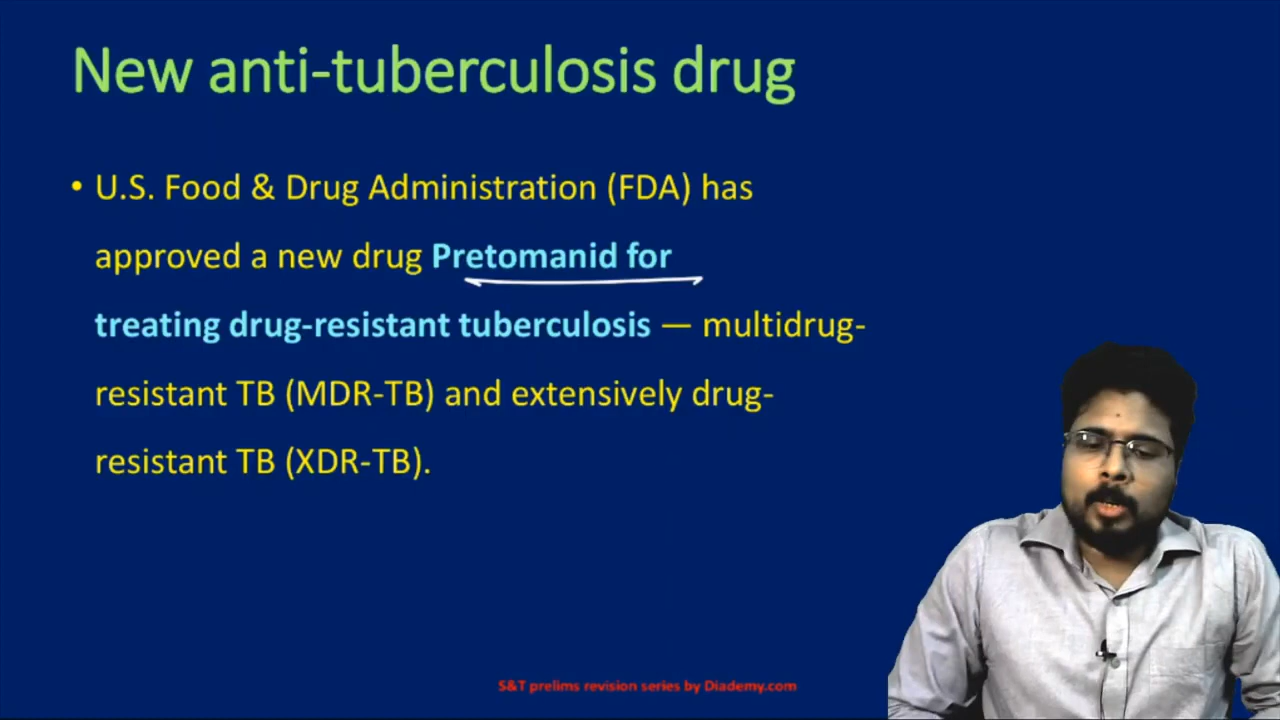 New anti-tuberculosis drug
• U.S. Food & Drug Administration (FDA) has
approved a new drug Pretomanid for
treating drug-resistant tuberculosis — multidrug-
resistant TB (MDR-TB) and extensively drug-
resistant TB (XDR-TB).
S&T prelims revision series by Diademy.com